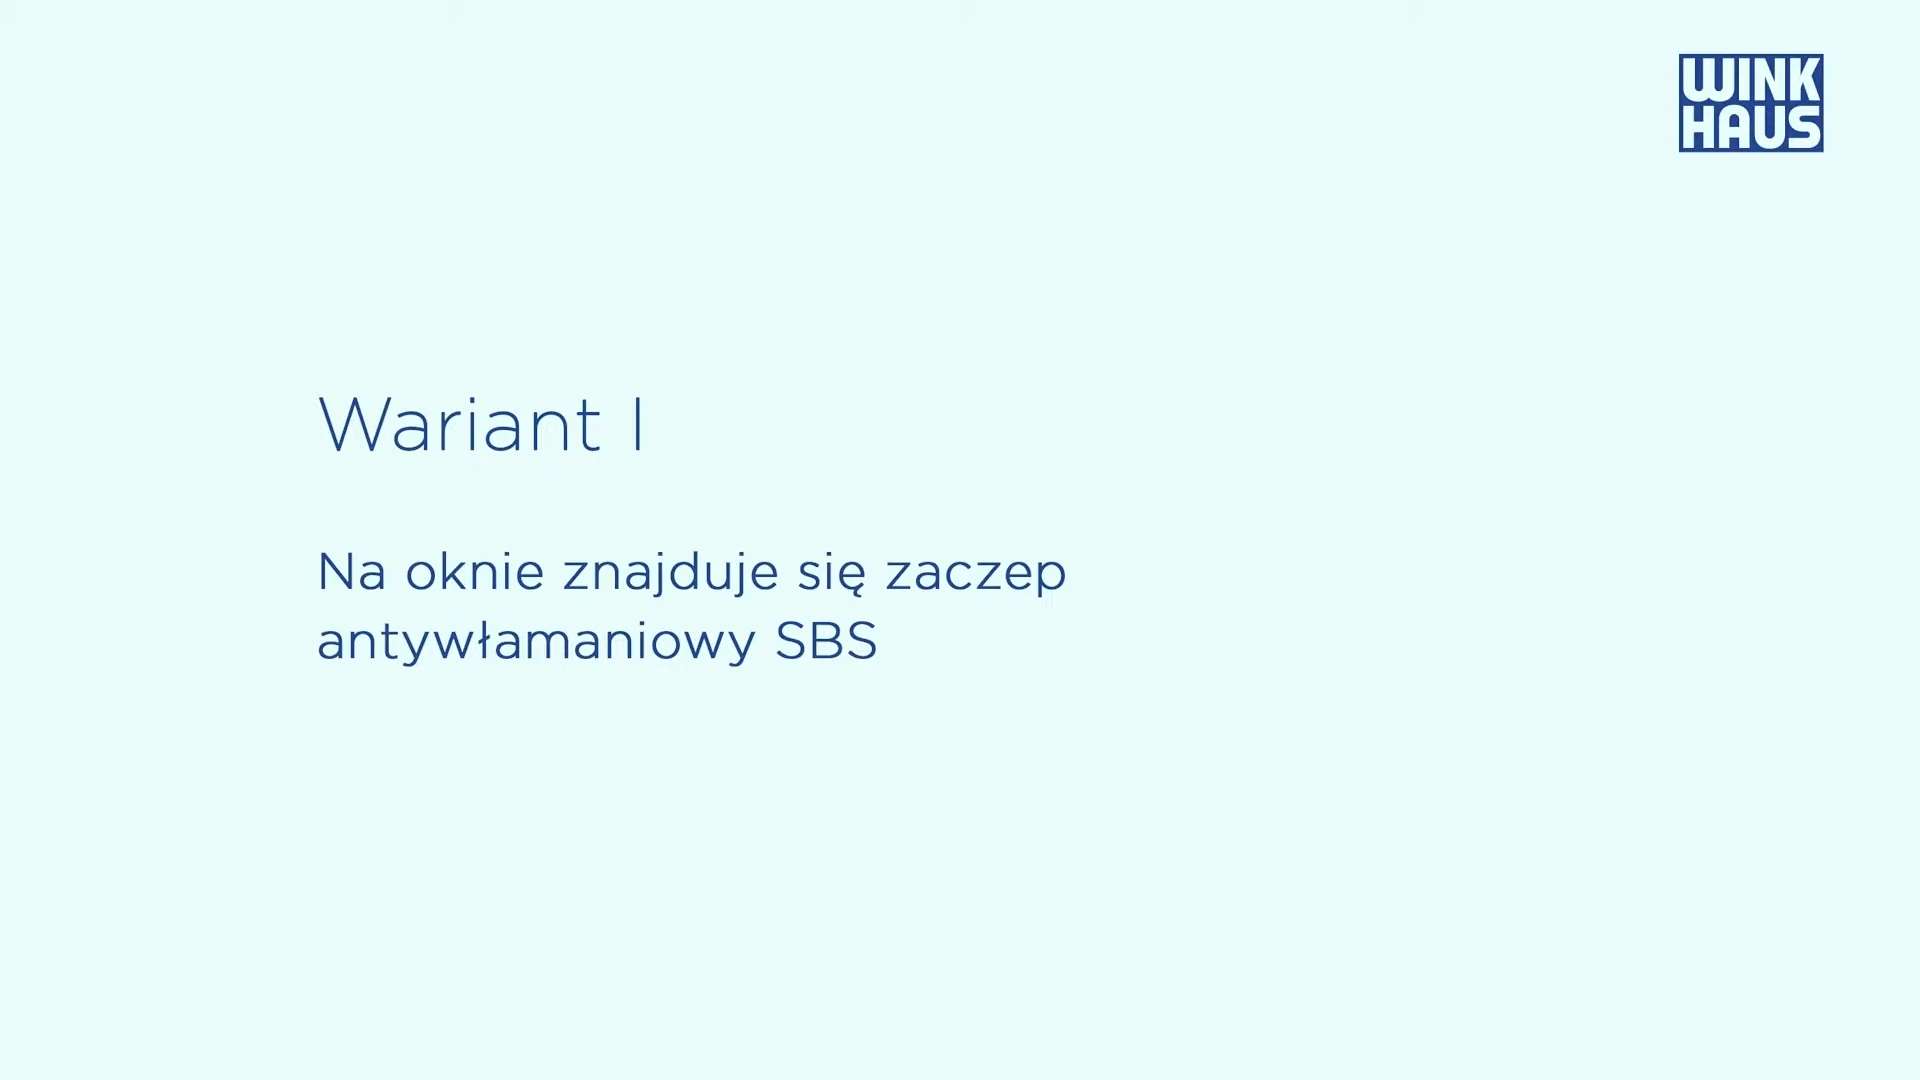 WINK
HAUS
Wariant I
Na oknie znajduje się zaczep
antywłamaniowy SBS